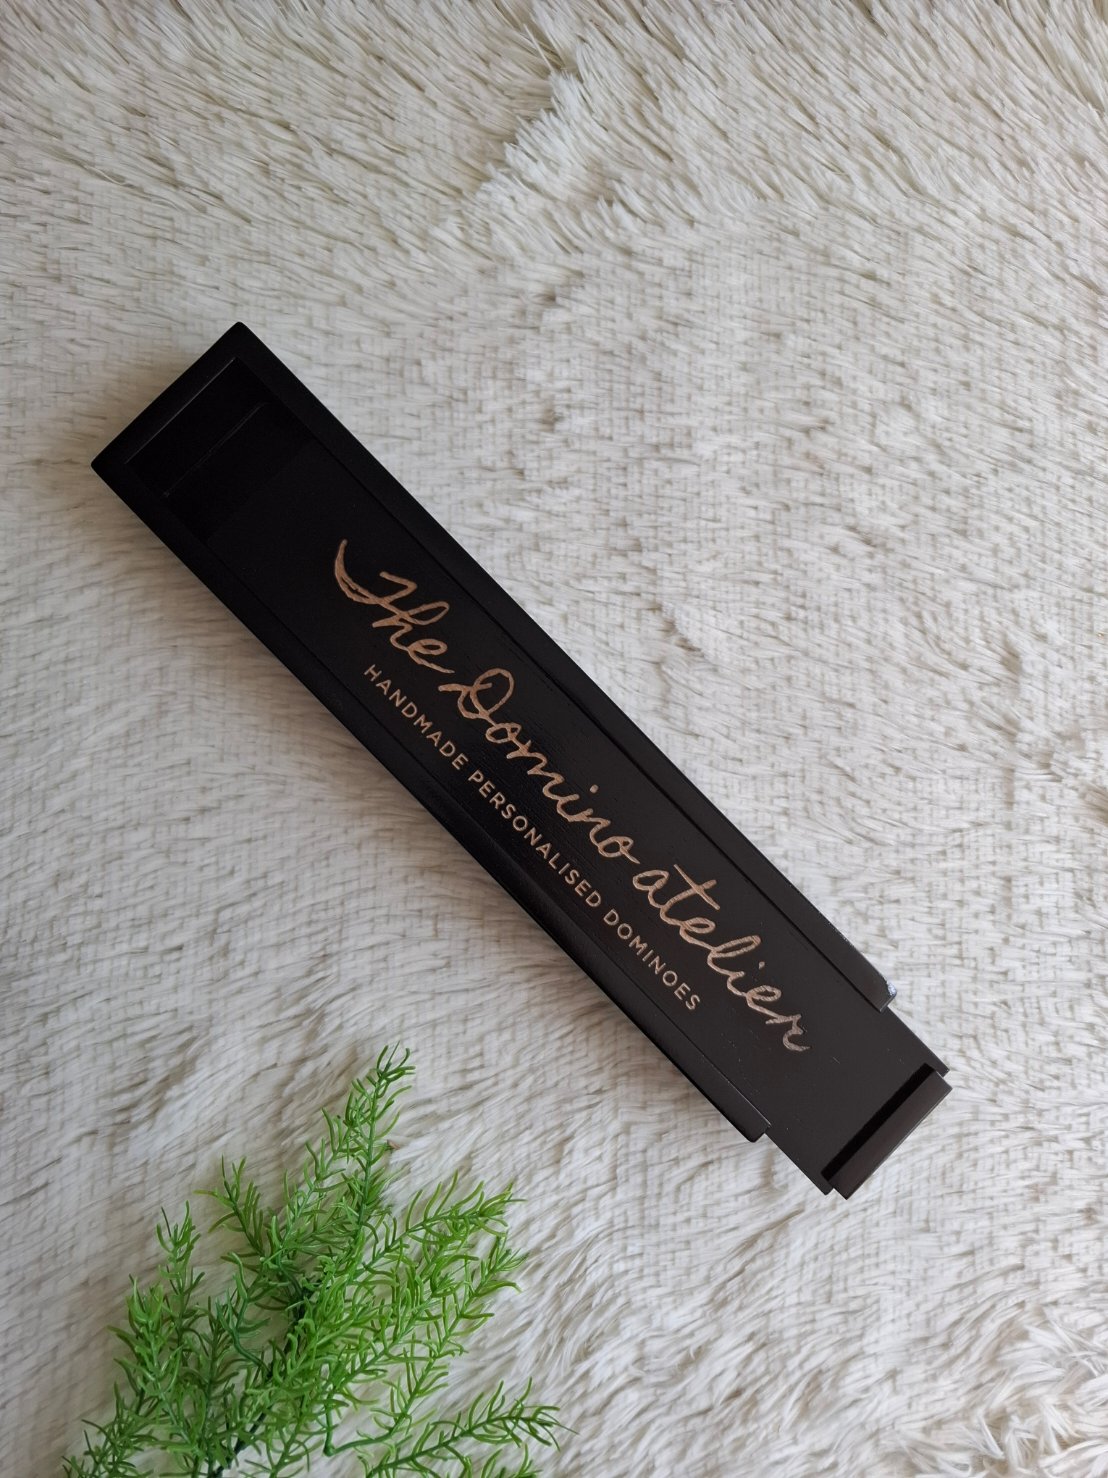 The Domino atelier
HANDMADE PERSONALISED DOMINOES